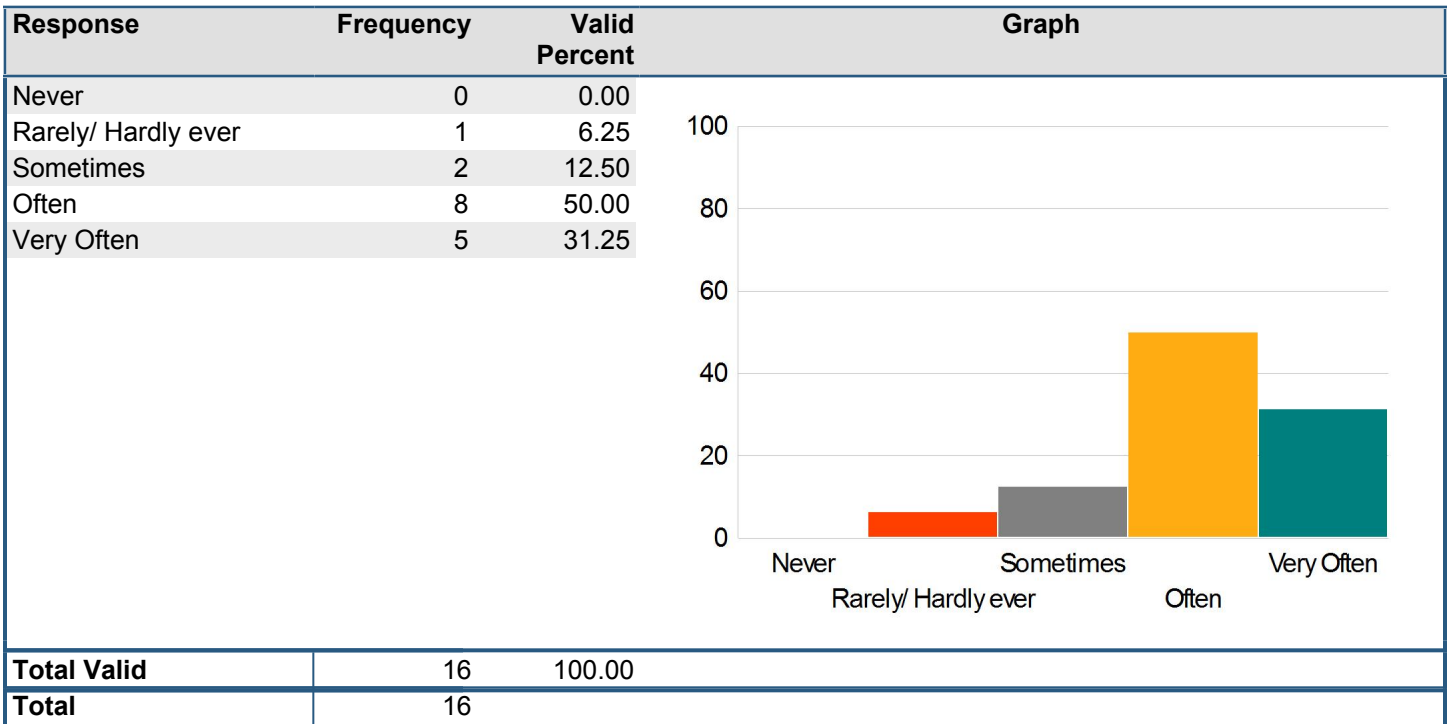 Response Frequency Valid Percent Graph
Never 0 0.00
Rarely/ Hardly ever 1 6.25
Sometimes 2 12.50
Often 8 50.00
Very Often 5 31.25
100
80
60
40
20
0
Never Sometimes Very Often
Rarely/ Hardly ever Often
Total Valid 16 100.00
Total 16